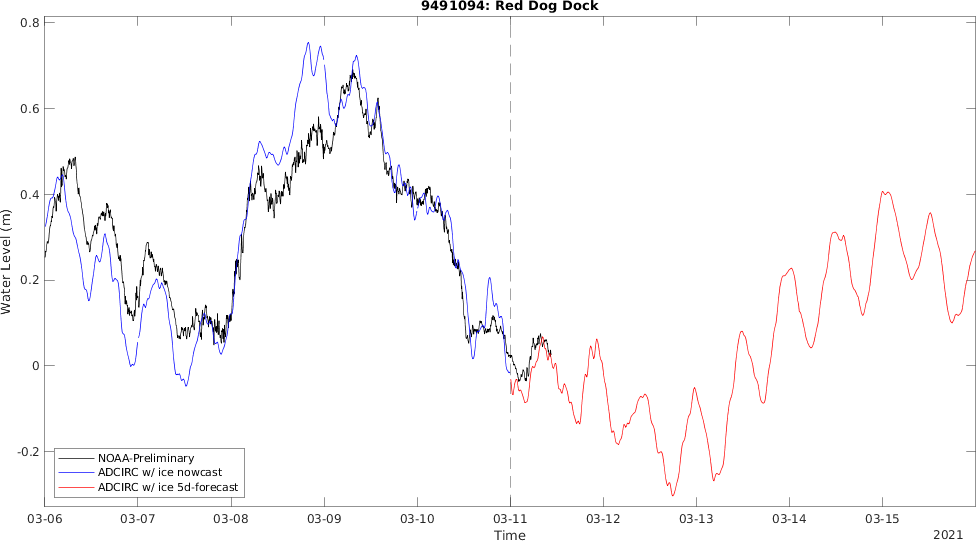 9491094: Red Dog Dock
Water Level (m)
0.8
0.6
0.4
0.2
0
-0.2
NOAA-Preliminary
ADCIRC w/ ice nowcast
ADCIRC w/ ice 5d-forecast
03-06 03-07 03-08 03-09 03-10 03-11 03-12 03-13 03-14 03-15
Time
2021